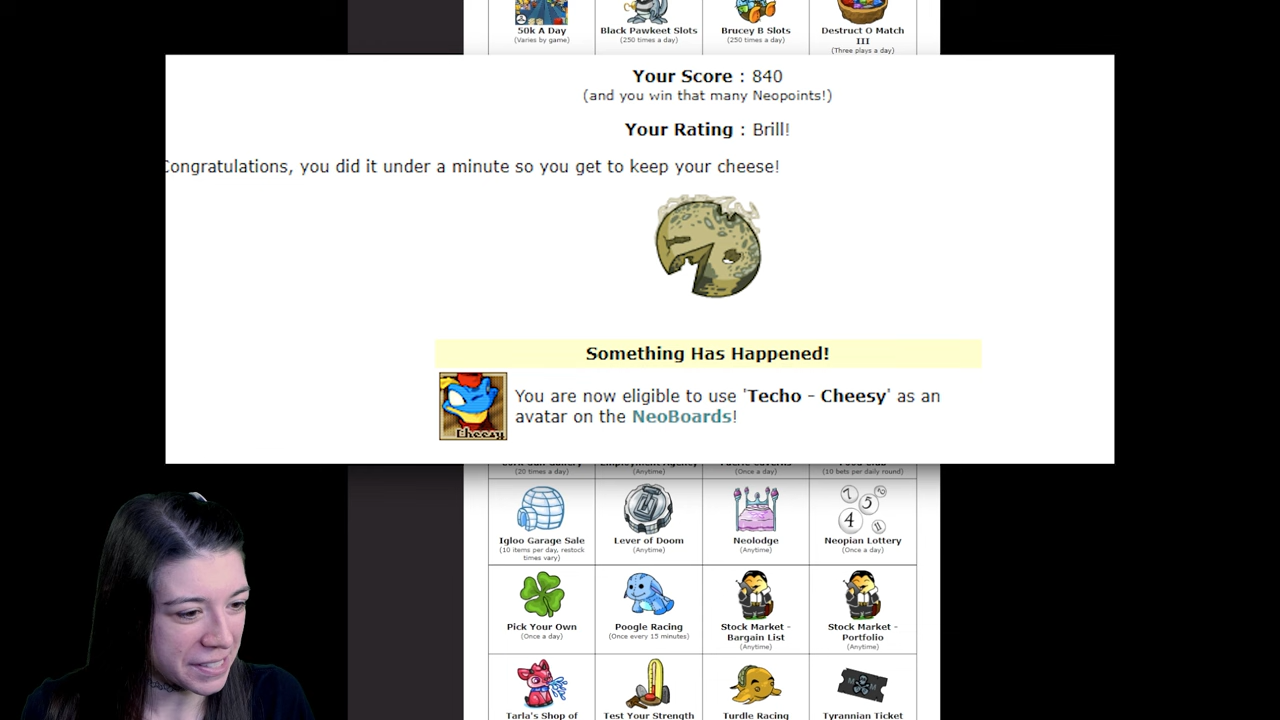 50k A Day
(Varies by game)
Black Pawkeet Slots
(250 times a day)
Brucey B Slots
(250 times a day)
Destruct O Match
III
(Three plays a day)
Your Score : 840
(and you win that many Neopoints!)
Your Rating : Brill!
Congratulations, you did it under a minute so you get to keep your cheese!
Something Has Happened!
Cheesy
You are now eligible to use 'Techo - Cheesy' as an
avatar on the NeoBoards!
(20 times a day)
(Anytime)
(Once a day)
(10 bets per daily round)
Igloo Garage Sale
(10 items per day, restock
times vary)
Lever of Doom
(Anytime)
Neolodge
(Anytime)
Neopian Lottery
(Once a day)
Pick Your Own
(Once a day)
Poogle Racing
(Once every 15 minutes)
Stock Market -
Bargain List
(Anytime)
Stock Market -
Portfolio
(Anytime)
Tarla's Shop of
Test Your Strength
Turdle Racing
Tyrannian Ticket